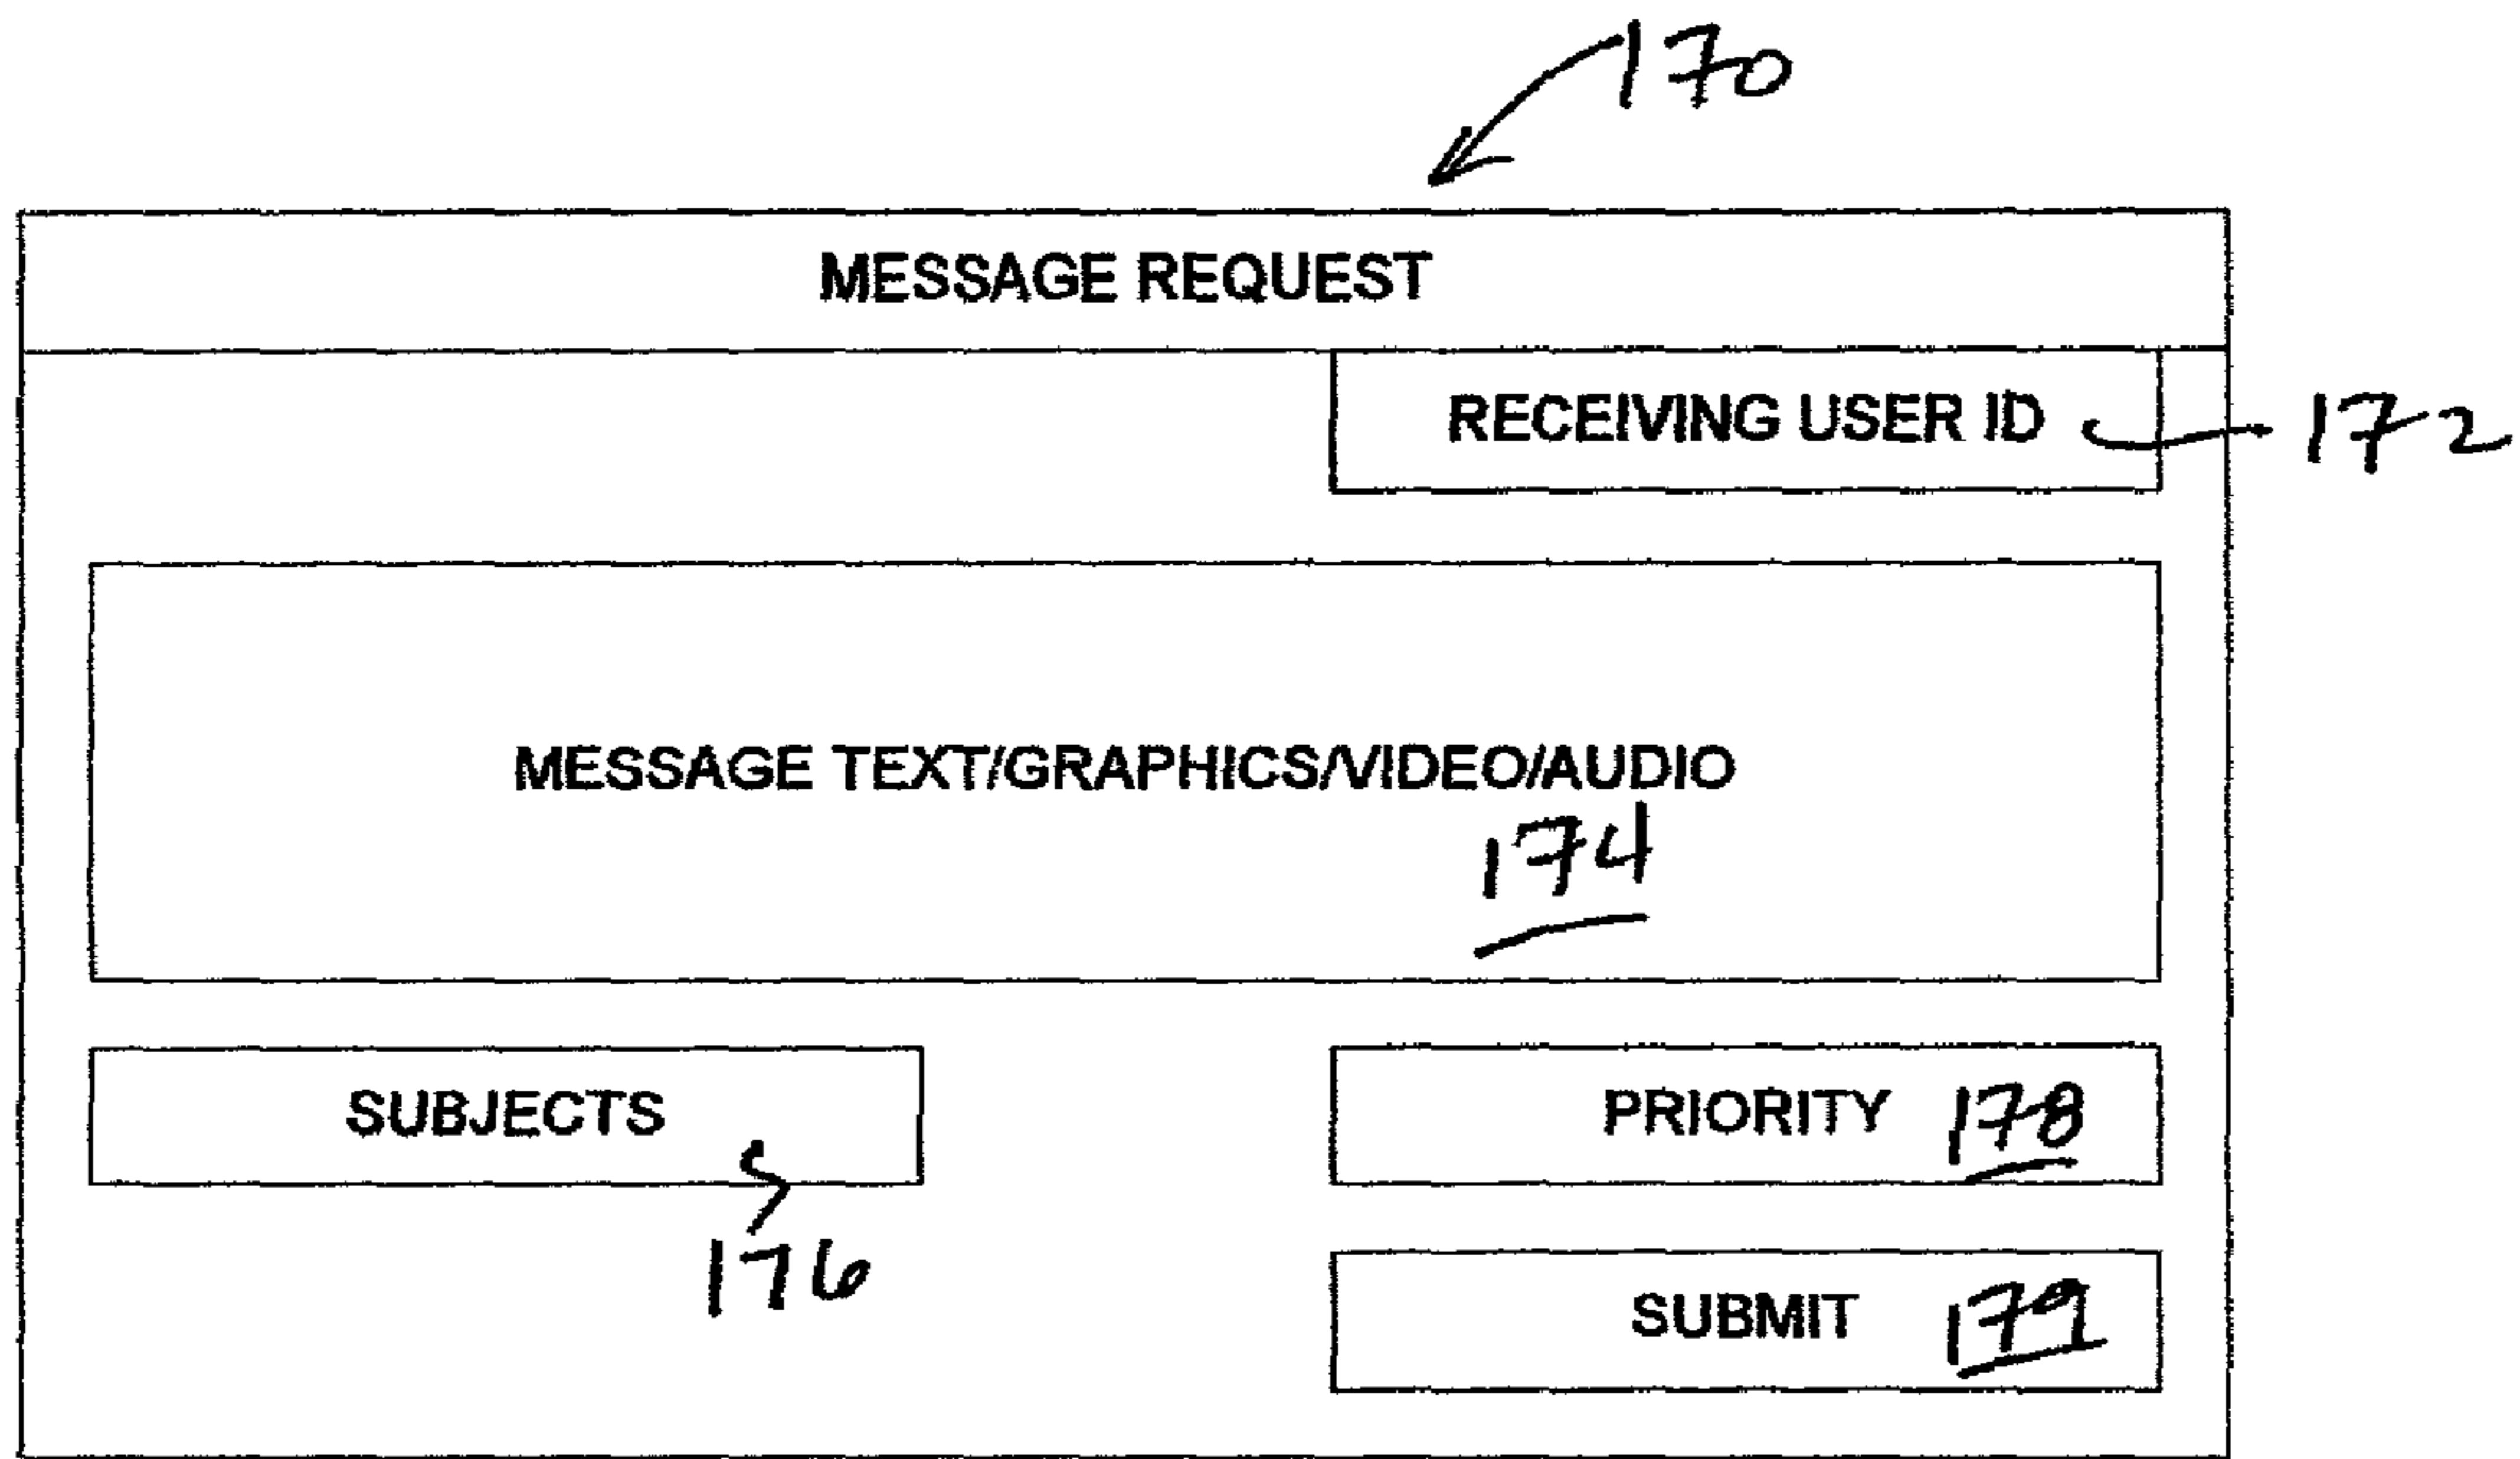 170
MESSAGE REQUEST
RECEIVING USER ID 172
MESSAGE TEXT/GRAPHICS/VIDEO/AUDIO
174
SUBJECTS
PRIORITY 178
176
SUBMIT 179